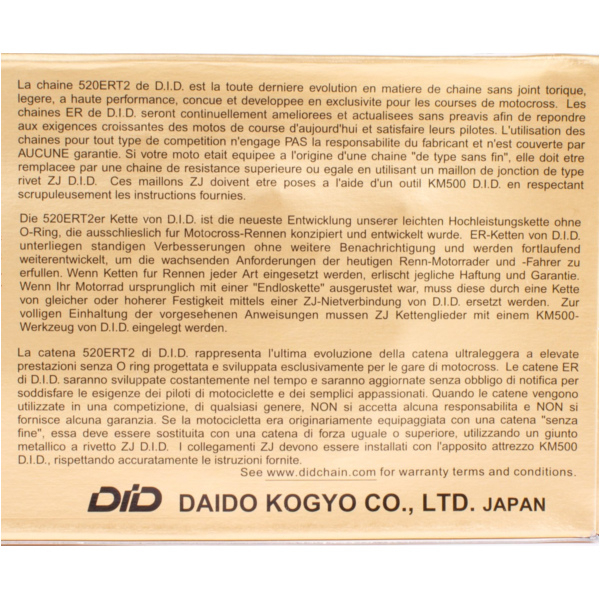 La chaine 520ERT2 de D.I.D. est la toute derniere evolution en matiere de chaine sans joint torique,
legere, a haute performance, concue et developpee en exclusivite pour les courses de motocross. Les
chaines ER de D.I.D. seront continuellement ameliorees et actualisees sans preavis afin de repondre
aux exigences croissantes des motos de course d'aujourd'hui et satisfaire leurs pilotes. L'utilisation des
chaines pour tout type de competition n'engage PAS la responsabilite du fabricant et n'est couverte par
AUCUNE garantie. Si votre moto etait equipee a l'origine d'une chaine "de type sans fin", elle doit etre
remplacee par une chaine de resistance superieure ou egale en utilisant un maillon de jonction de type
rivet ZJ D.I.D. Ces maillons ZJ doivent etre poses a l'aide d'un outil KM500 D.I.D. en respectant
scrupuleusement les instructions fournies.
Die 520ERT2er Kette von D.I.D. ist die neueste Entwicklung unserer leichten Hochleistungskette ohne
O-Ring, die ausschlieslich fur Motocross-Rennen konzipiert und entwickelt wurde. ER-Ketten von D.I.D.
unterliegen standigen Verbesserungen ohne weitere Benachrichtigung und werden fortlaufend
weiterentwickelt, um die wachsenden Anforderungen der heutigen Renn-Motorrader und -Fahrer zu
erfullen. Wenn Ketten fur Rennen jeder Art eingesetzt werden, erlischt jegliche Haftung und Garantie.
Wenn Ihr Motorrad ursprunglich mit einer "Endloskette" ausgerustet war, muss diese durch eine Kette
von gleicher oder hoherer Festigkeit mittels einer ZJ-Nietverbindung von D.I.D. ersetzt werden. Zur
volligen Einhaltung der vorgesehenen Anweisungen mussen ZJ Kettenglieder mit einem KM500-
Werkzeug von D.I.D. eingelegt werden.
La catena 520ERT2 di D.I.D. rappresenta l'ultima evoluzione della catena ultraleggera a elevate
prestazioni senza O ring progettata e sviluppata esclusivamente per le gare di motocross. Le catene ER
di D.I.D. saranno sviluppate costantemente nel tempo e saranno aggiornate senza obbligo di notifica per
soddisfare le esigenze dei piloti di motociclette e dei semplici appassionati. Quando le catene vengono
utilizzate in una competizione, di qualsiasi genere, NON si accetta alcuna responsabilita e NON si
fornisce alcuna garanzia. Se la motocicletta era originariamente equipaggiata con una catena "senza
fine", essa deve essere sostituita con una catena di forza uguale o superiore, utilizzando un giunto
metallico a rivetto ZJ D.I.D. I collegamenti ZJ devono essere installati con l'apposito attrezzo KM500
D.I.D., rispettando accuratamente le istruzioni fornite.
See www.didchain.com for warranty terms and conditions.
DID DAIDO KOGYO CO., LTD. JAPAN